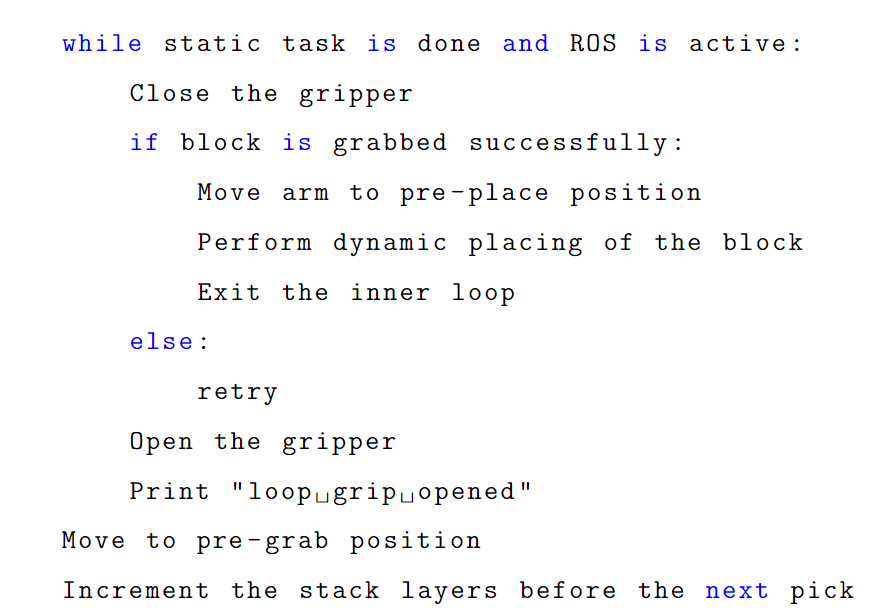 while static task is done and ROS is active:
Close the gripper
if block is grabbed successfully:
Move arm to pre-place position
Perform dynamic placing of the block
Exit the inner loop
else:
retry
Open the gripper
Print "loop␣grip␣opened"
Move to pre-grab position
Increment the stack layers before the next pick